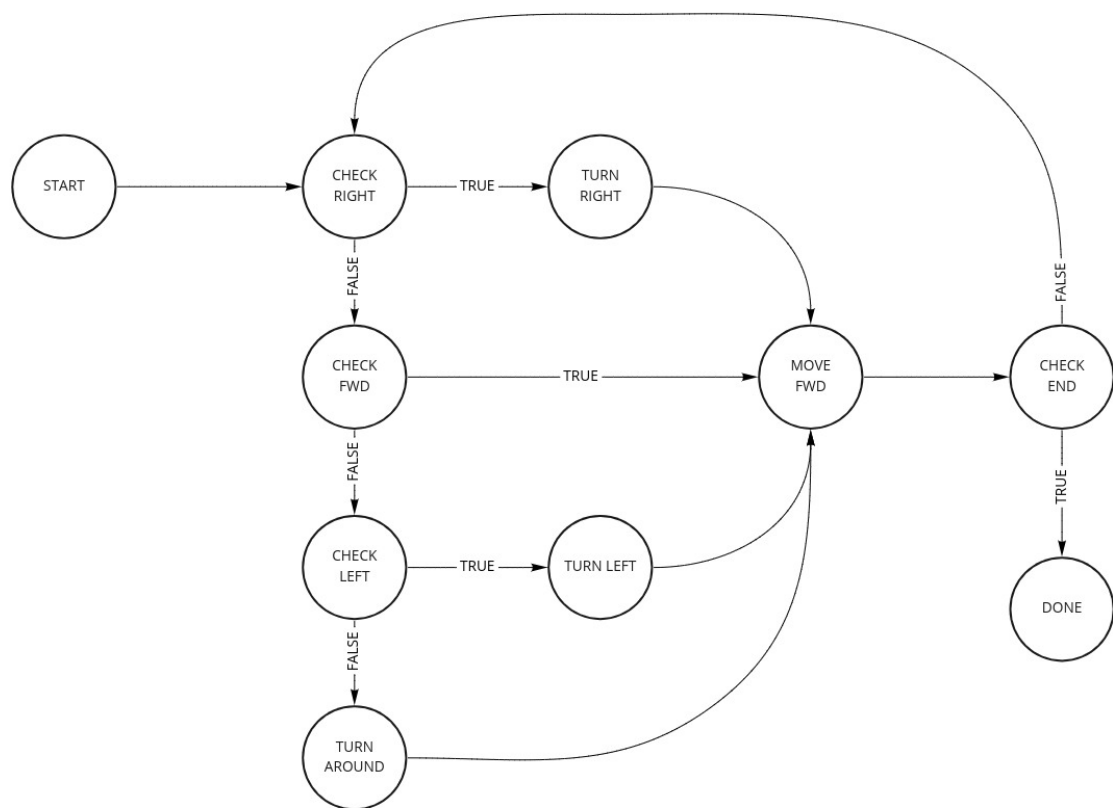 START
CHECK
RIGHT
TRUE
TURN
RIGHT
FALSE
FALSE
CHECK
FWD
TRUE
MOVE
FWD
CHECK
END
FALSE
TRUE
CHECK
LEFT
TRUE
TURN LEFT
DONE
FALSE
TURN
AROUND